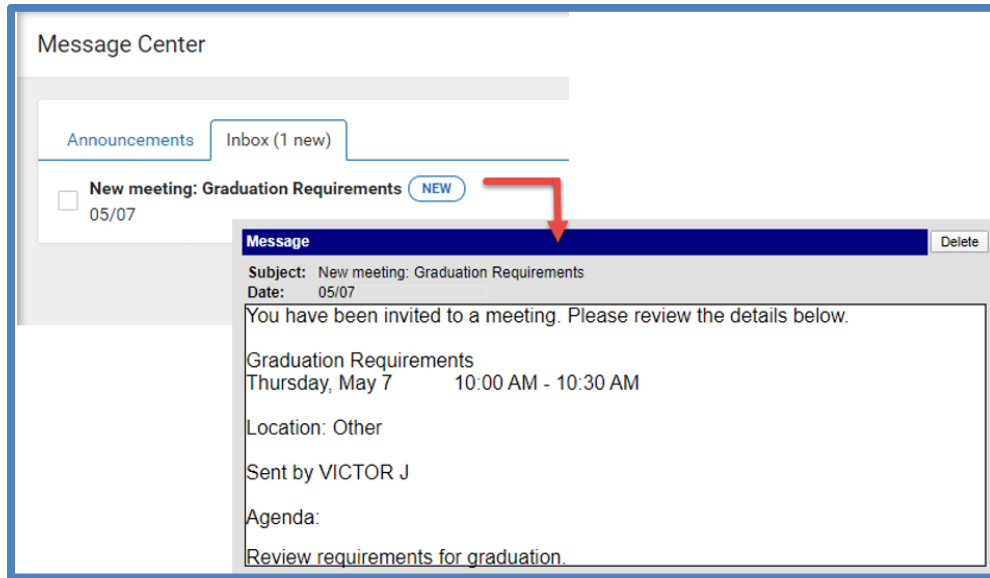 Message Center
Announcements Inbox (1 new)
New meeting: Graduation Requirements NEW
05/07
Message Delete
Subject: New meeting: Graduation Requirements
Date: 05/07
You have been invited to a meeting. Please review the details below.
Graduation Requirements
Thursday, May 7 10:00 AM - 10:30 AM
Location: Other
Sent by VICTOR J
Agenda:
Review requirements for graduation.